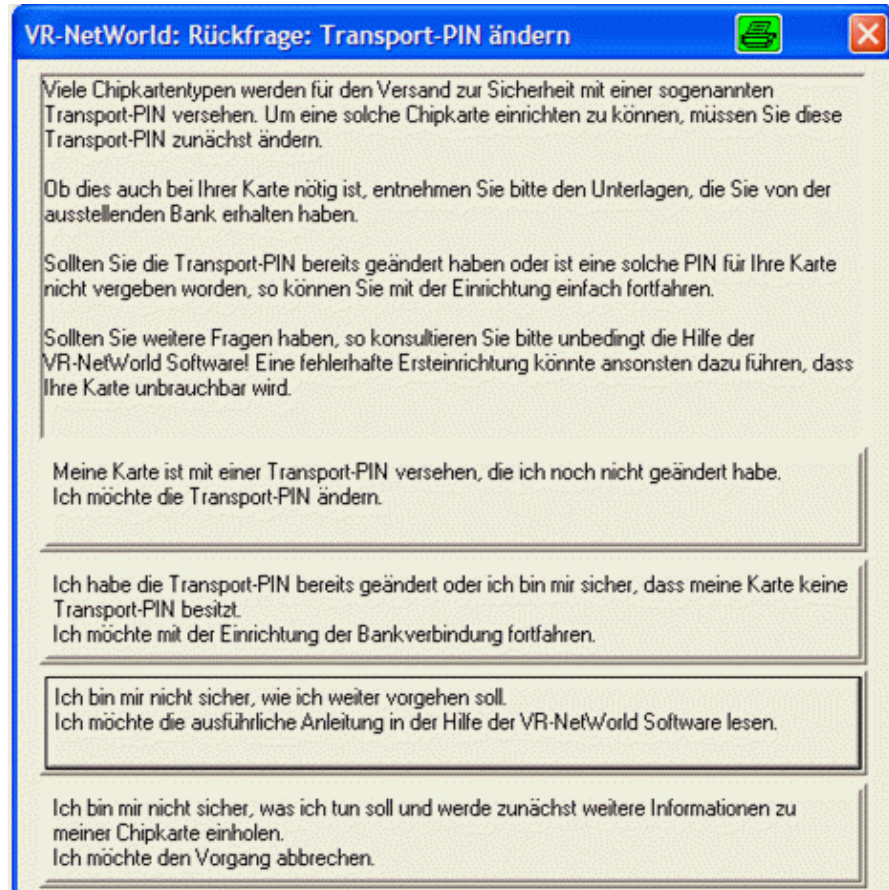 VR-NetWorld: Rückfrage: Transport-PIN ändern
Viele Chipkartentypen werden für den Versand zur Sicherheit mit einer sogenannten
Transport-PIN versehen. Um eine solche Chipkarte einrichten zu können, müssen Sie diese
Transport-PIN zunächst ändern.
Ob dies auch bei Ihrer Karte nötig ist, entnehmen Sie bitte den Unterlagen, die Sie von der
ausstellenden Bank erhalten haben.
Sollten Sie die Transport-PIN bereits geändert haben oder ist eine solche PIN für Ihre Karte
nicht vergeben worden, so können Sie mit der Einrichtung einfach fortfahren.
Sollten Sie weitere Fragen haben, so konsultieren Sie bitte unbedingt die Hilfe der
VR-NetWorld Software! Eine fehlerhafte Ersteinrichtung könnte ansonsten dazu führen, dass
Ihre Karte unbrauchbar wird.
Meine Karte ist mit einer Transport-PIN versehen, die ich noch nicht geändert habe.
Ich möchte die Transport-PIN ändern.
Ich habe die Transport-PIN bereits geändert oder ich bin mir sicher, dass meine Karte keine
Transport-PIN besitzt.
Ich möchte mit der Einrichtung der Bankverbindung fortfahren.
Ich bin mir nicht sicher, wie ich weiter vorgehen soll.
Ich möchte die ausführliche Anleitung in der Hilfe der VR-NetWorld Software lesen.
Ich bin mir nicht sicher, was ich tun soll und werde zunächst weitere Informationen zu
meiner Chipkarte einholen.
Ich möchte den Vorgang abbrechen.